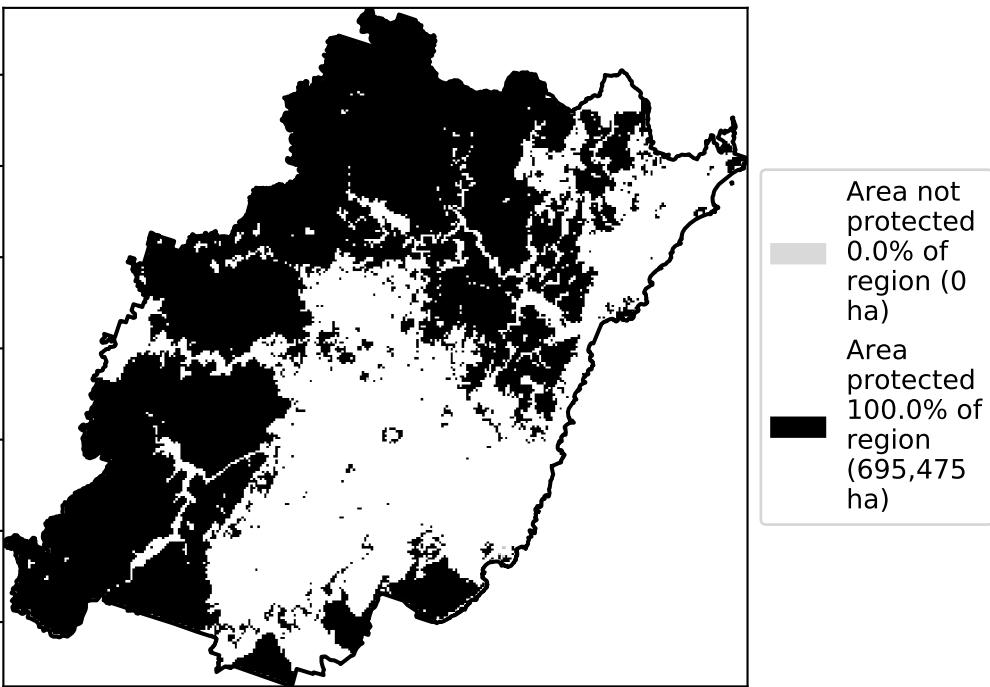 Area not
protected
0.0% of
region (0
ha)
Area
protected
100.0% of
region
(695,475
ha)